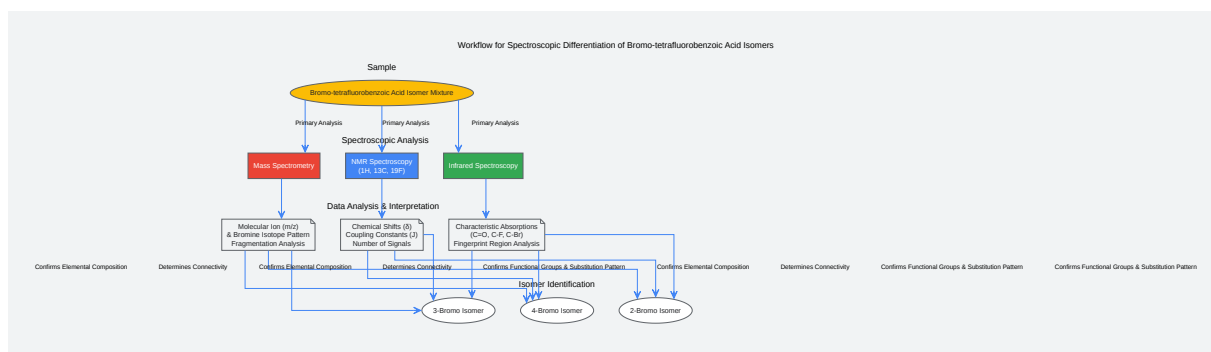 Workflow for Spectroscopic Differentiation of Bromo-tetrafluorobenzoic Acid Isomers
Sample
Bromo-tetrafluorobenzoic Acid Isomer Mixture
Primary Analysis
Primary Analysis
Primary Analysis
Spectroscopic Analysis
Mass Spectrometry
NMR Spectroscopy
(1H, 13C, 19F)
Infrared Spectroscopy
Data Analysis & Interpretation
Molecular Ion (m/z)
& Bromine Isotope Pattern
Fragmentation Analysis
Chemical Shifts (δ)
Coupling Constants (J)
Number of Signals
Characteristic Absorptions
(C=O, C-F, C-Br)
Fingerprint Region Analysis
Confirms Elemental Composition
Determines Connectivity
Confirms Elemental Composition
Determines Connectivity
Confirms Functional Groups & Substitution Pattern
Confirms Elemental Composition
Determines Connectivity
Confirms Functional Groups & Substitution Pattern
Confirms Functional Groups & Substitution Pattern
Isomer Identification
3-Bromo Isomer
4-Bromo Isomer
2-Bromo Isomer